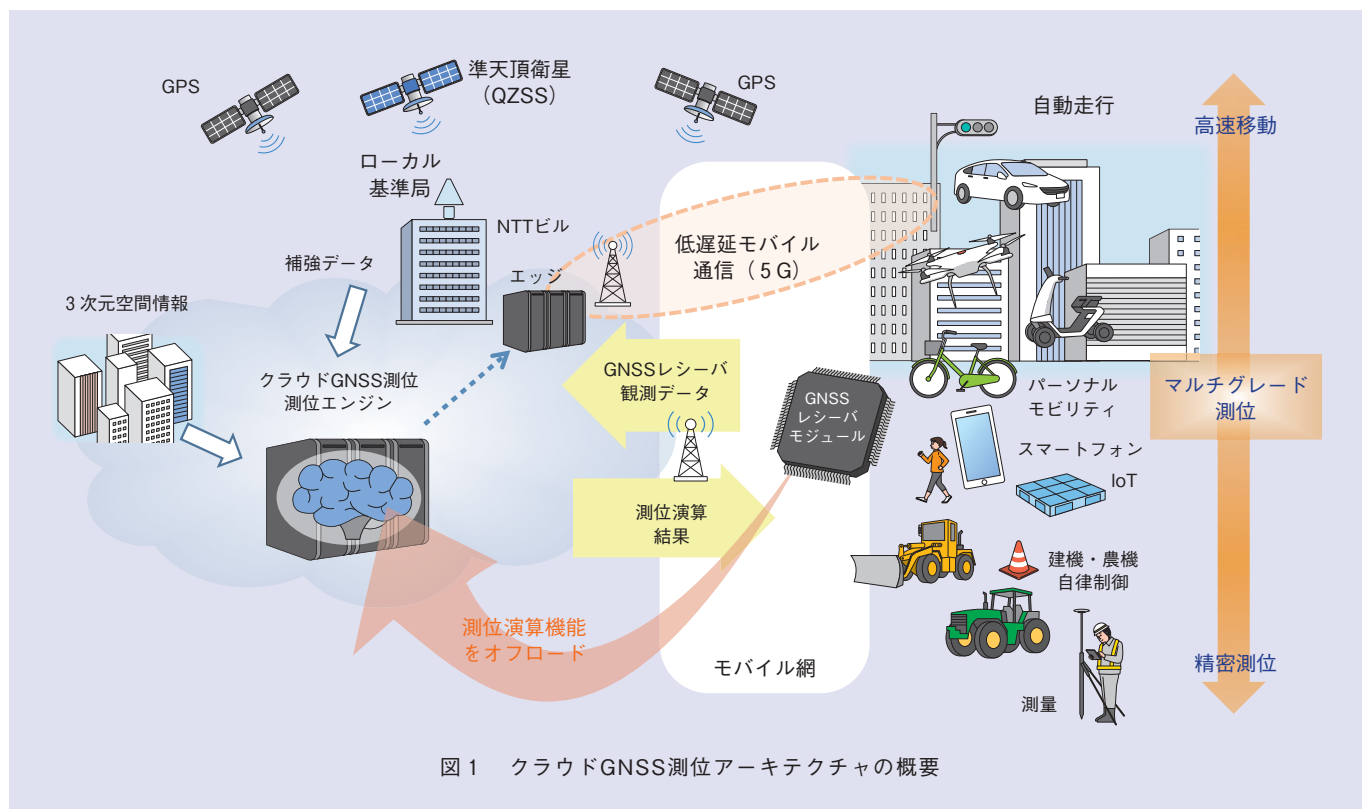 GPS
準天頂衛星
(QZSS)
GPS
自動走行
高速移動
ローカル
基準局
NTTビル
低遅延モバイル
通信(5G)
補強データ
エッジ
3次元空間情報
クラウドGNSS測位
測位エンジン
GNSSレシーバ
観測データ
GNSS
レシーバ
モジュール
パーソナル
モビリティ
マルチグレード
測位
スマートフォン
IoT
測位演算
結果
建機・農機
自律制御
測位演算機能
をオフロード
モバイル網
精密測位
測量
図1 クラウドGNSS測位アーキテクチャの概要